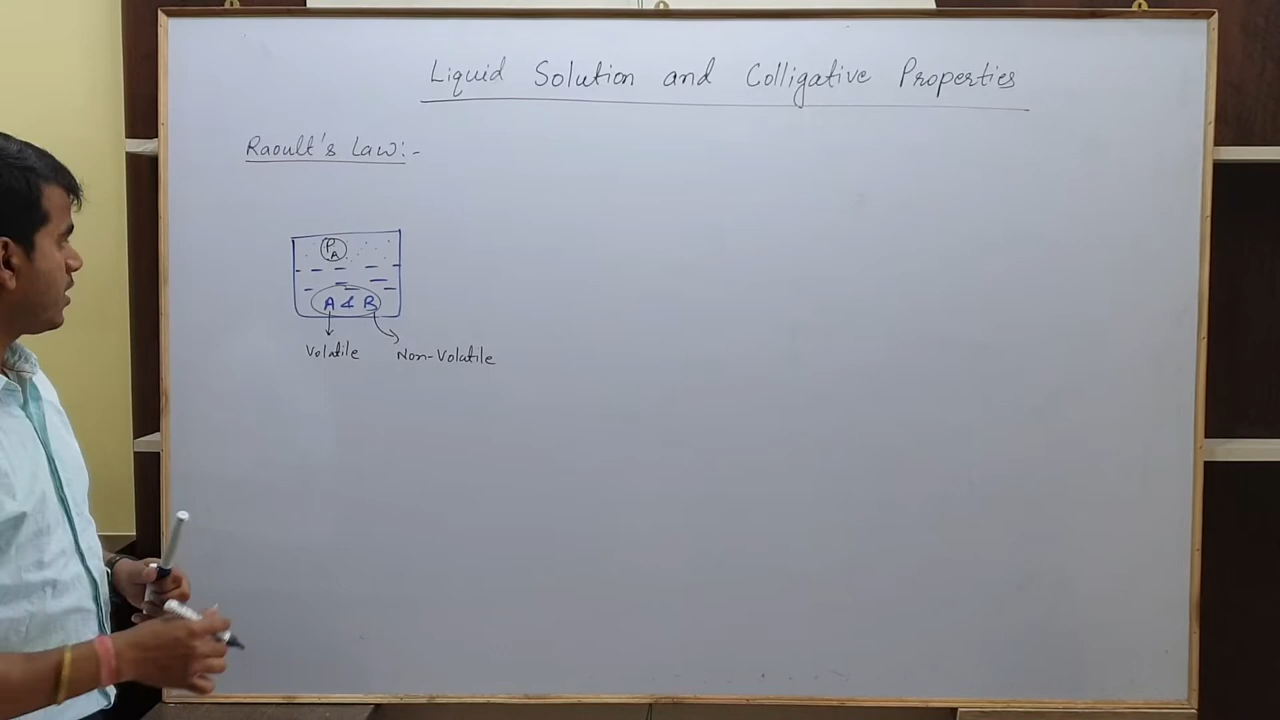 Liquid Solution and Colligative Properties
Raoult's Law:-
PA
A & B
Volatile
Non-Volatile